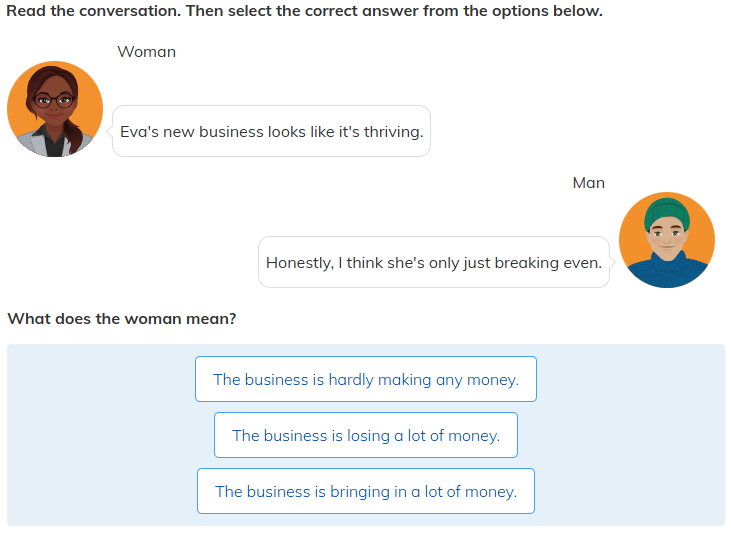 Read the conversation. Then select the correct answer from the options below.
Woman
Eva's new business looks like it's thriving.
Man
Honestly, I think she's only just breaking even.
What does the woman mean?
The business is hardly making any money.
The business is losing a lot of money.
The business is bringing in a lot of money.